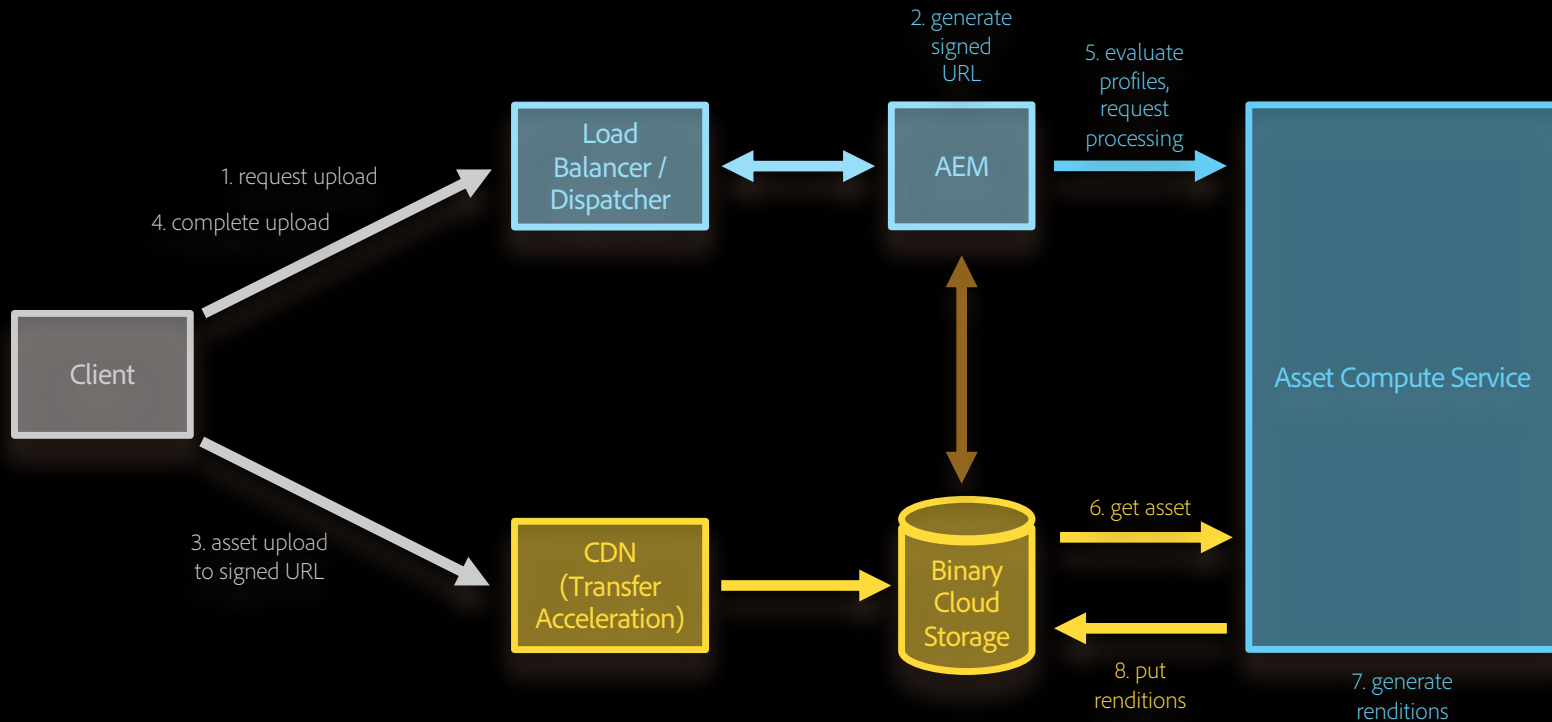 2. generate
signed
URL
5. evaluate
profiles,
request
processing
Load
Balancer /
Dispatcher
AEM
1. request upload
4. complete upload
Client
Asset Compute Service
3. asset upload
to signed URL
CDN
(Transfer
Acceleration)
Binary
Cloud
Storage
6. get asset
8. put
renditions
7. generate
renditions